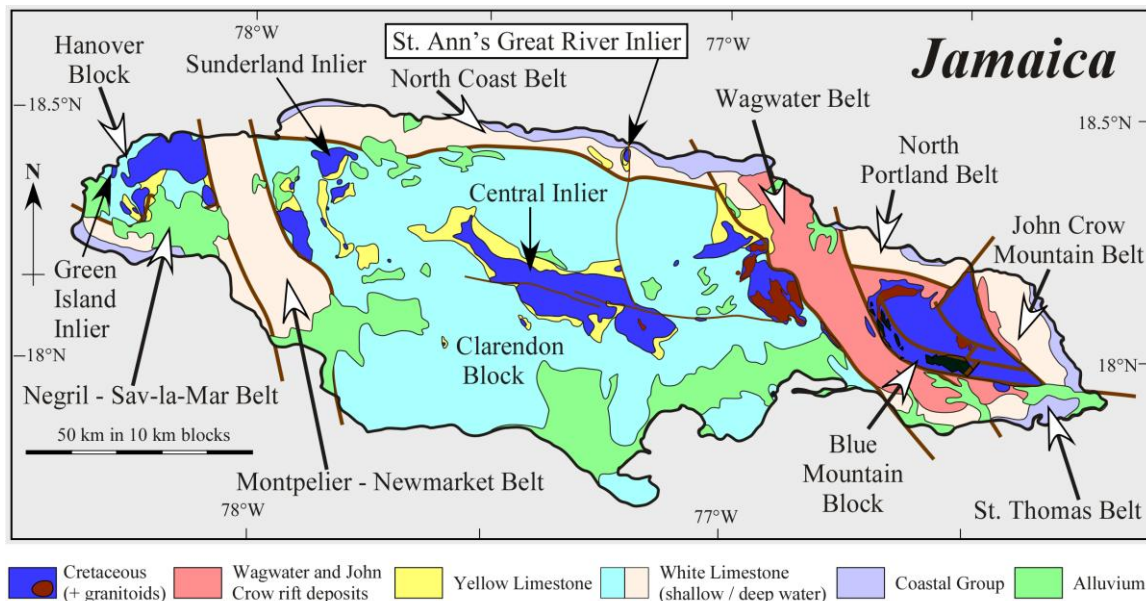 78°W
77°W
Hanover
Block
Sunderland Inlier
St. Ann's Great River Inlier
North Coast Belt
Jamaica
18.5°N
18.5°N
Wagwater Belt
N
North
Portland Belt
Central Inlier
John Crow
Mountain Belt
Green
Island
Inlier
18°N
18°N
Clarendon
Block
Negril - Sav-la-Mar Belt
50 km in 10 km blocks
Montpelier - Newmarket Belt
Blue
Mountain
Block
St. Thomas Belt
78°W
77°W
Cretaceous
(+ granitoids)
Wagwater and John
Crow rift deposits
Yellow Limestone
White Limestone
(shallow / deep water)
Coastal Group
Alluvium